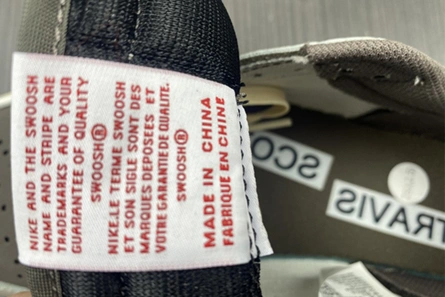 NIKE AND THE SWOOSH
NAME AND STRIPE ARE
TRADEMARKS AND YOUR
GUARANTEE OF QUALITY
SWOOSH®
NIKE.LE TERME SWOOSH
ET SON SIGLE SONT DES
MARQUES DEPOSEES ET
VOTRE GARANTIE DE QUALITE.
SWOOSH®
MADE IN CHINA
FABRIQUE EN CHINE
SCO
TRAVIS